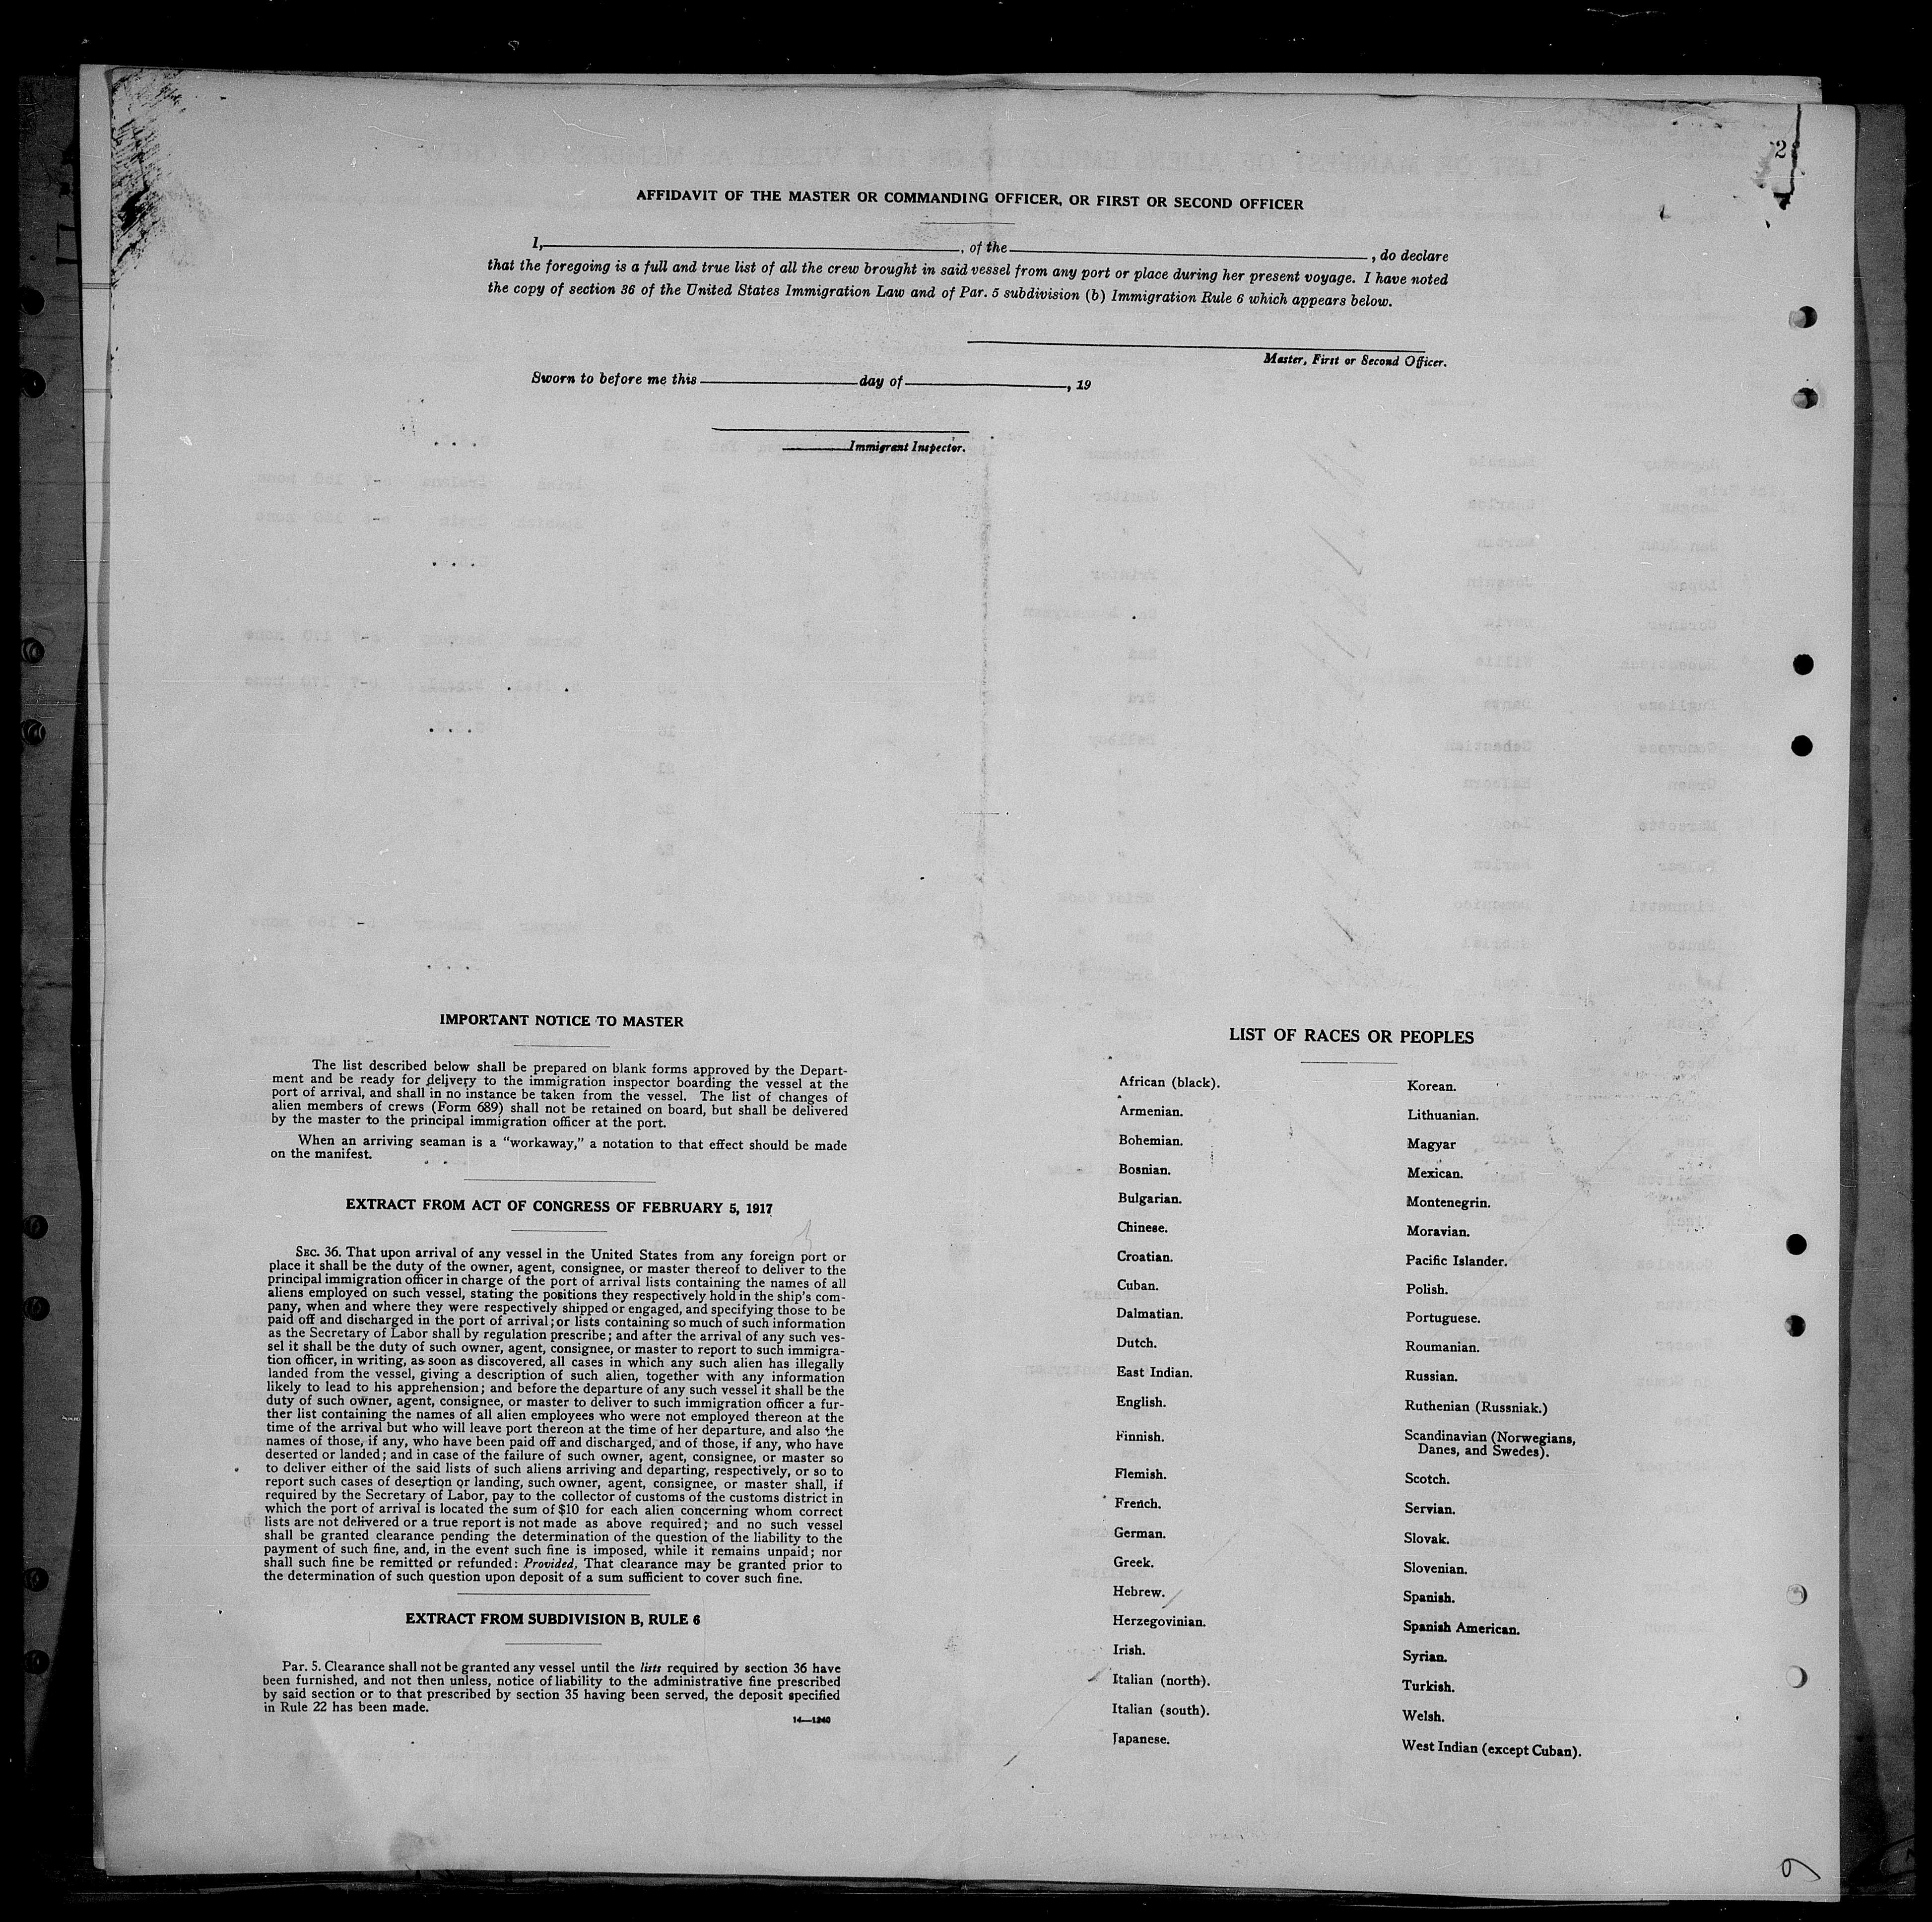 2
AFFIDAVIT OF THE MASTER OR COMMANDING OFFICER, OR FIRST OR SECOND OFFICER
I, , of the , do declare
that the foregoing is a full and true list of all the crew brought in said vessel from any port or place during her present voyage. I have noted
the copy of section 36 of the United States Immigration Law and of Par. 5 subdivision (b) Immigration Rule 6 which appears below.
Master, First or Second Officer.
Sworn to before me this day of , 19
Immigrant Inspector.
IMPORTANT NOTICE TO MASTER
The list described below shall be prepared on blank forms approved by the Depart-
ment and be ready for delivery to the immigration inspector boarding the vessel at the
port of arrival, and shall in no instance be taken from the vessel. The list of changes of
alien members of crews (Form 689) shall not be retained on board, but shall be delivered
by the master to the principal immigration officer at the port.
When an arriving seaman is a "workaway," a notation to that effect should be made
on the manifest.
EXTRACT FROM ACT OF CONGRESS OF FEBRUARY 5, 1917
SEC. 36. That upon arrival of any vessel in the United States from any foreign port or
place it shall be the duty of the owner, agent, consignee, or master thereof to deliver to the
principal immigration officer in charge of the port of arrival lists containing the names of all
aliens employed on such vessel, stating the positions they respectively hold in the ship's com-
pany, when and where they were respectively shipped or engaged, and specifying those to be
paid off and discharged in the port of arrival; or lists containing so much of such information
as the Secretary of Labor shall by regulation prescribe; and after the arrival of any such ves-
sel it shall be the duty of such owner, agent, consignee, or master to report to such immigra-
tion officer, in writing, as soon as discovered, all cases in which any such alien has illegally
landed from the vessel, giving a description of such alien, together with any information
likely to lead to his apprehension; and before the departure of any such vessel it shall be the
duty of such owner, agent, consignee, or master to deliver to such immigration officer a fur-
ther list containing the names of all alien employees who were not employed thereon at the
time of the arrival but who will leave port thereon at the time of her departure, and also the
names of those, if any, who have been paid off and discharged, and of those, if any, who have
deserted or landed; and in case of the failure of such owner, agent, consignee, or master so
to deliver either of the said lists of such aliens arriving and departing, respectively, or so to
report such cases of desertion or landing, such owner, agent, consignee, or master shall, if
required by the Secretary of Labor, pay to the collector of customs of the customs district in
which the port of arrival is located the sum of $10 for each alien concerning whom correct
lists are not delivered or a true report is not made as above required; and no such vessel
shall be granted clearance pending the determination of the question of the liability to the
payment of such fine, and, in the event such fine is imposed, while it remains unpaid; nor
shall such fine be remitted or refunded: Provided, That clearance may be granted prior to
the determination of such question upon deposit of a sum sufficient to cover such fine.
EXTRACT FROM SUBDIVISION B, RULE 6
Par. 5. Clearance shall not be granted any vessel until the lists required by section 36 have
been furnished, and not then unless, notice of liability to the administrative fine prescribed
by said section or to that prescribed by section 35 having been served, the deposit specified
in Rule 22 has been made.
14—1240
LIST OF RACES OR PEOPLES
African (black).
Armenian.
Bohemian.
Bosnian.
Bulgarian.
Chinese.
Croatian.
Cuban.
Dalmatian.
Dutch.
East Indian.
English.
Finnish.
Flemish.
French.
German.
Greek.
Hebrew.
Herzegovinian.
Irish.
Italian (north).
Italian (south).
Japanese.
Korean.
Lithuanian.
Magyar
Mexican.
Montenegrin.
Moravian.
Pacific Islander.
Polish.
Portuguese.
Roumanian.
Russian.
Ruthenian (Russniak.)
Scandinavian (Norwegians,
Danes, and Swedes).
Scotch.
Servian.
Slovak.
Slovenian.
Spanish.
Spanish American.
Syrian.
Turkish.
Welsh.
West Indian (except Cuban).